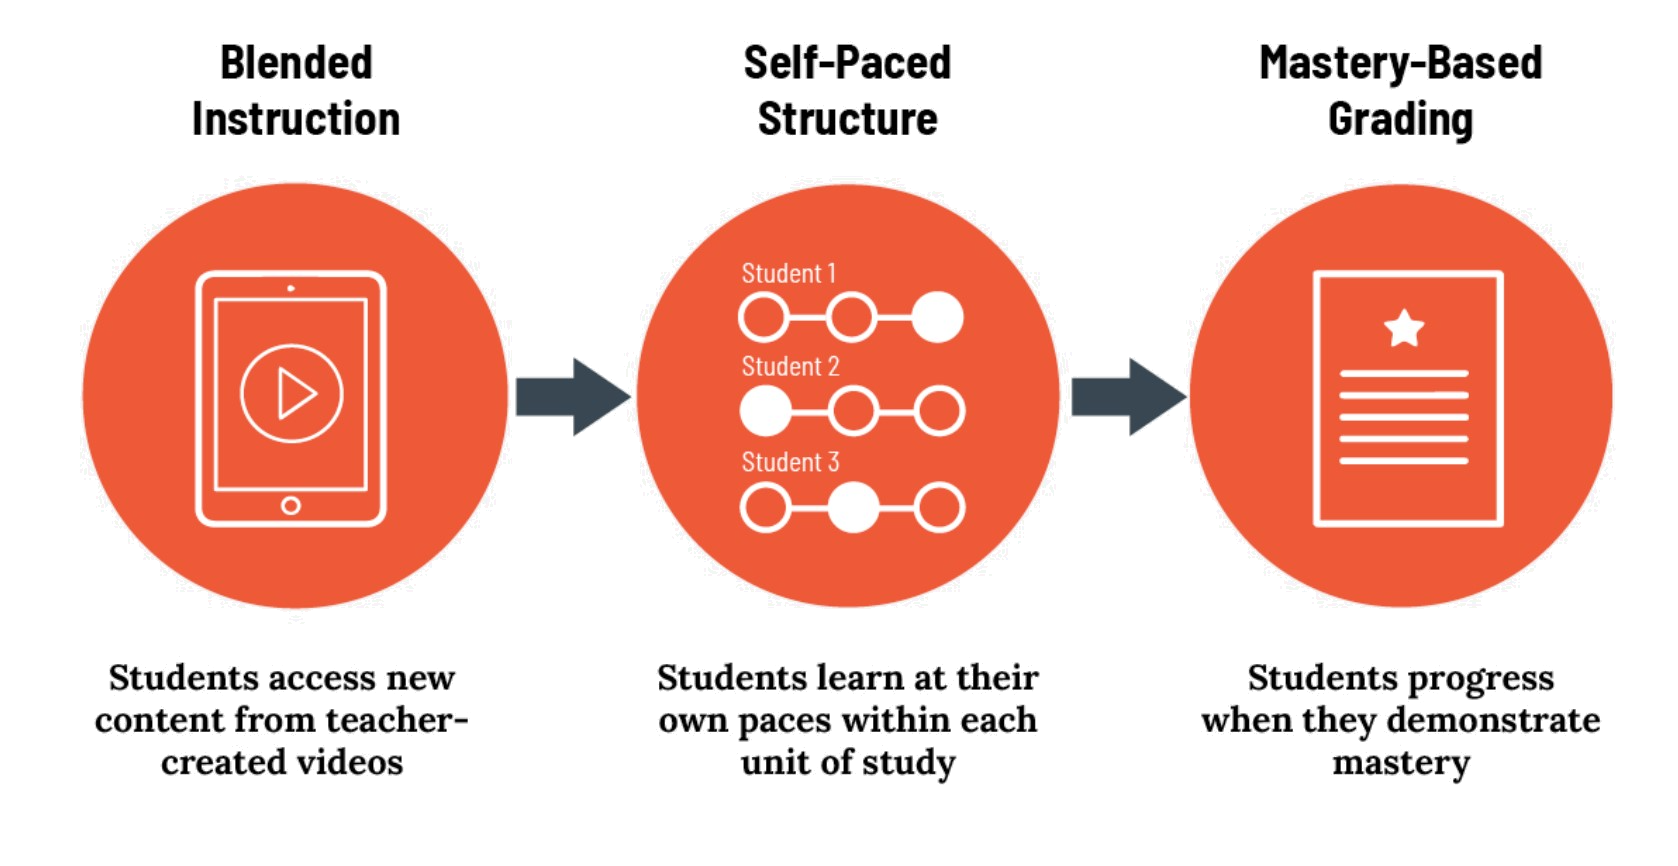 Blended
Instruction
Self-Paced
Structure
Mastery-Based
Grading
Student 1
Student 2
Student 3
Students access new
content from teacher-
created videos
Students learn at their
own paces within each
unit of study
Students progress
when they demonstrate
mastery